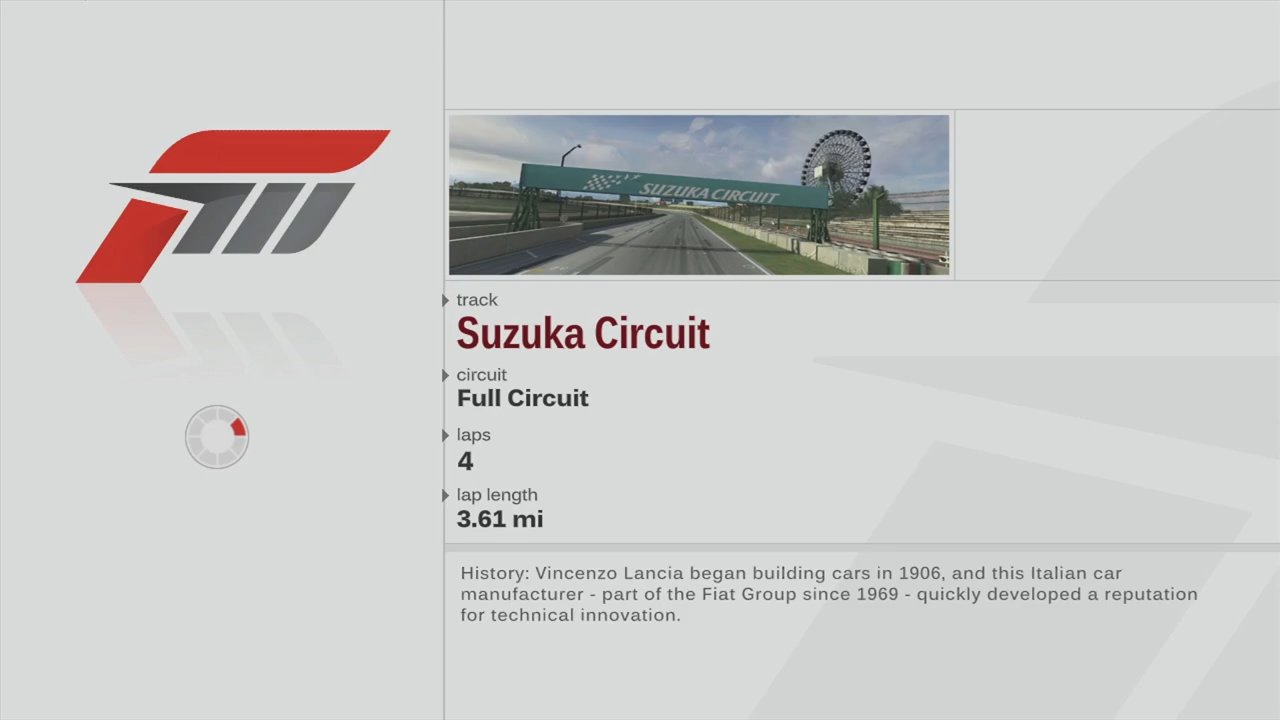 SUZUKA CIRCUIT
track
Suzuka Circuit
circuit
Full Circuit
laps
4
lap length
3.61 mi
History: Vincenzo Lancia began building cars in 1906, and this Italian car
manufacturer - part of the Fiat Group since 1969 - quickly developed a reputation
for technical innovation.